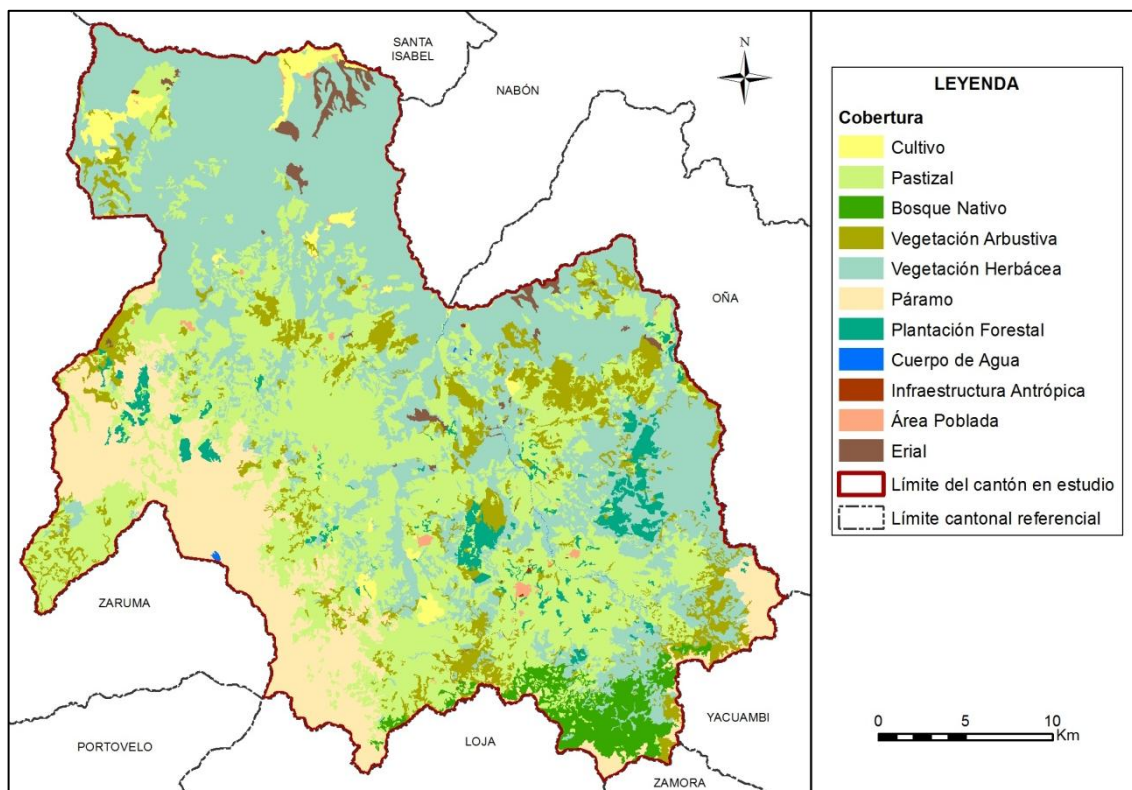 SANTA
ISABEL
NABÓN
N
OÑA
ZARUMA
PORTOVELO
LOJA
YACUAMBI
ZAMORA
LEYENDA
Cobertura
Cultivo
Pastizal
Bosque Nativo
Vegetación Arbustiva
Vegetación Herbácea
Páramo
Plantación Forestal
Cuerpo de Agua
Infraestructura Antrópica
Área Poblada
Erial
Límite del cantón en estudio
Límite cantonal referencial
0 5 10
Km